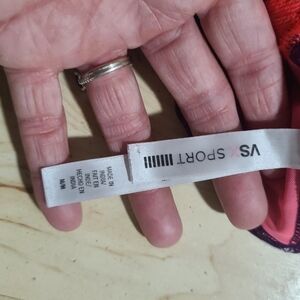 VSX SPORT
MADE IN
INDIA/
FAIT EN
INDE/
HECHO EN
INDIA
M/M